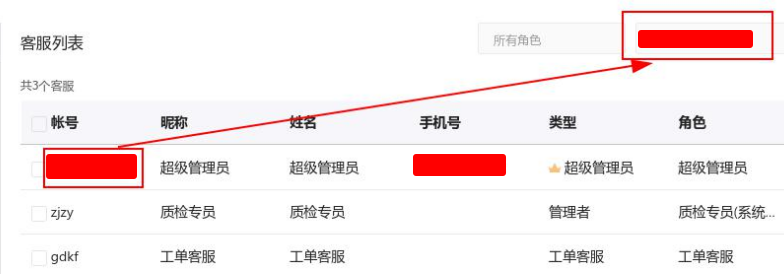 客服列表 所有角色
共3个客服
帐号 昵称 姓名 手机号 类型 角色
超级管理员 超级管理员 超级管理员 超级管理员
zjzy 质检专员 质检专员 管理者 质检专员(系统...
gdkf 工单客服 工单客服 工单客服 工单客服